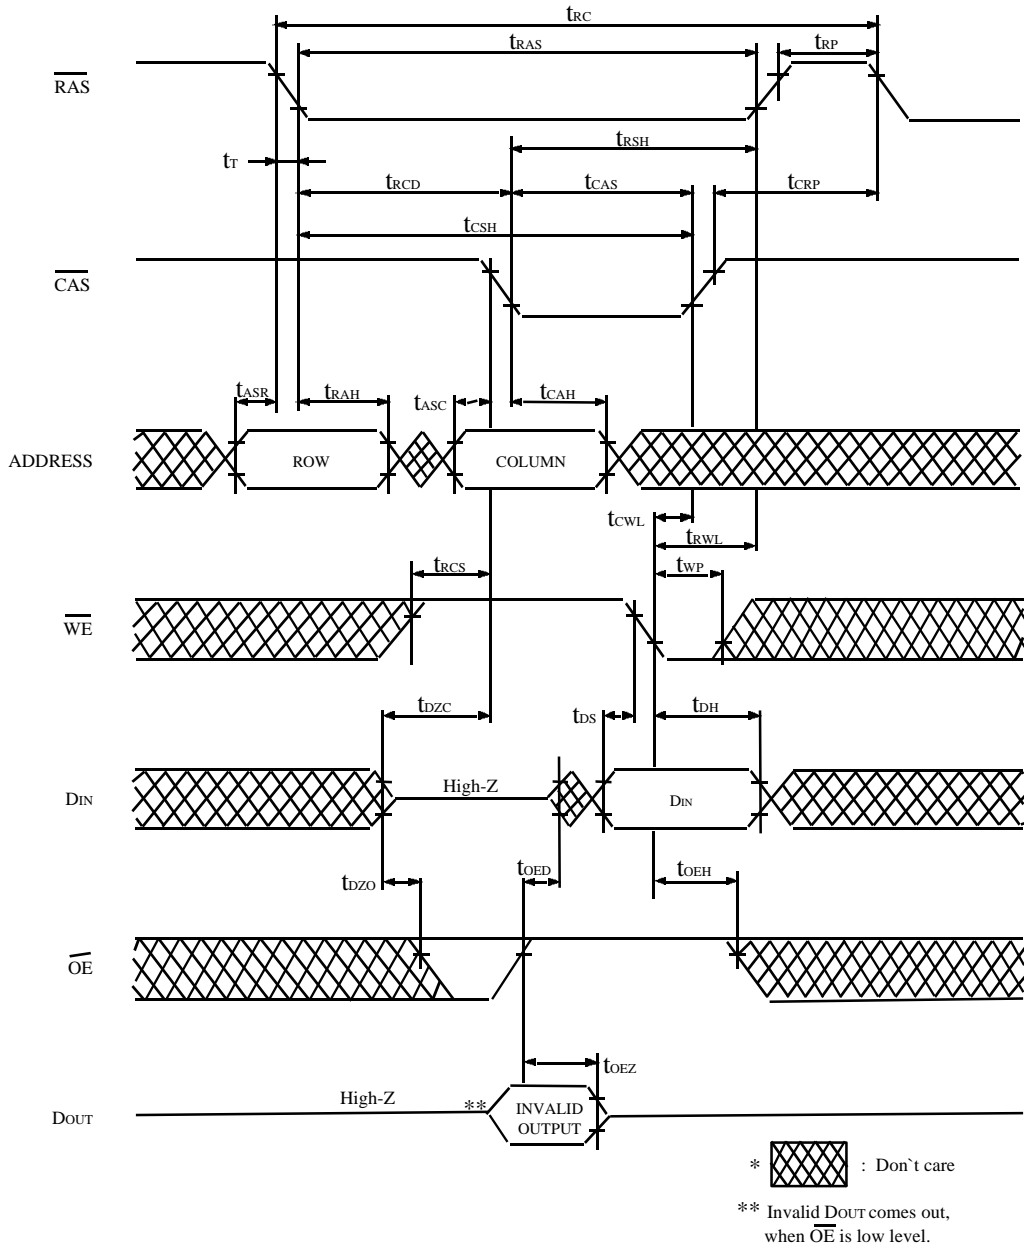 tRC
tRAS
tRP
RAS
tRSH
tT
tRCD
tCAS
tCRP
tCSH
CAS
tASR
tRAH
tASC
tCAH
ADDRESS
ROW
COLUMN
tCWL
tRWL
tRCS
tWP
WE
tDZC
tDS
tDH
DIN
High-Z
DIN
tDZO
tOED
tOEH
OE
tOEZ
High-Z
**
INVALID
OUTPUT
DOUT
* : Don`t care
** Invalid DOUT comes out,
when OE is low level.